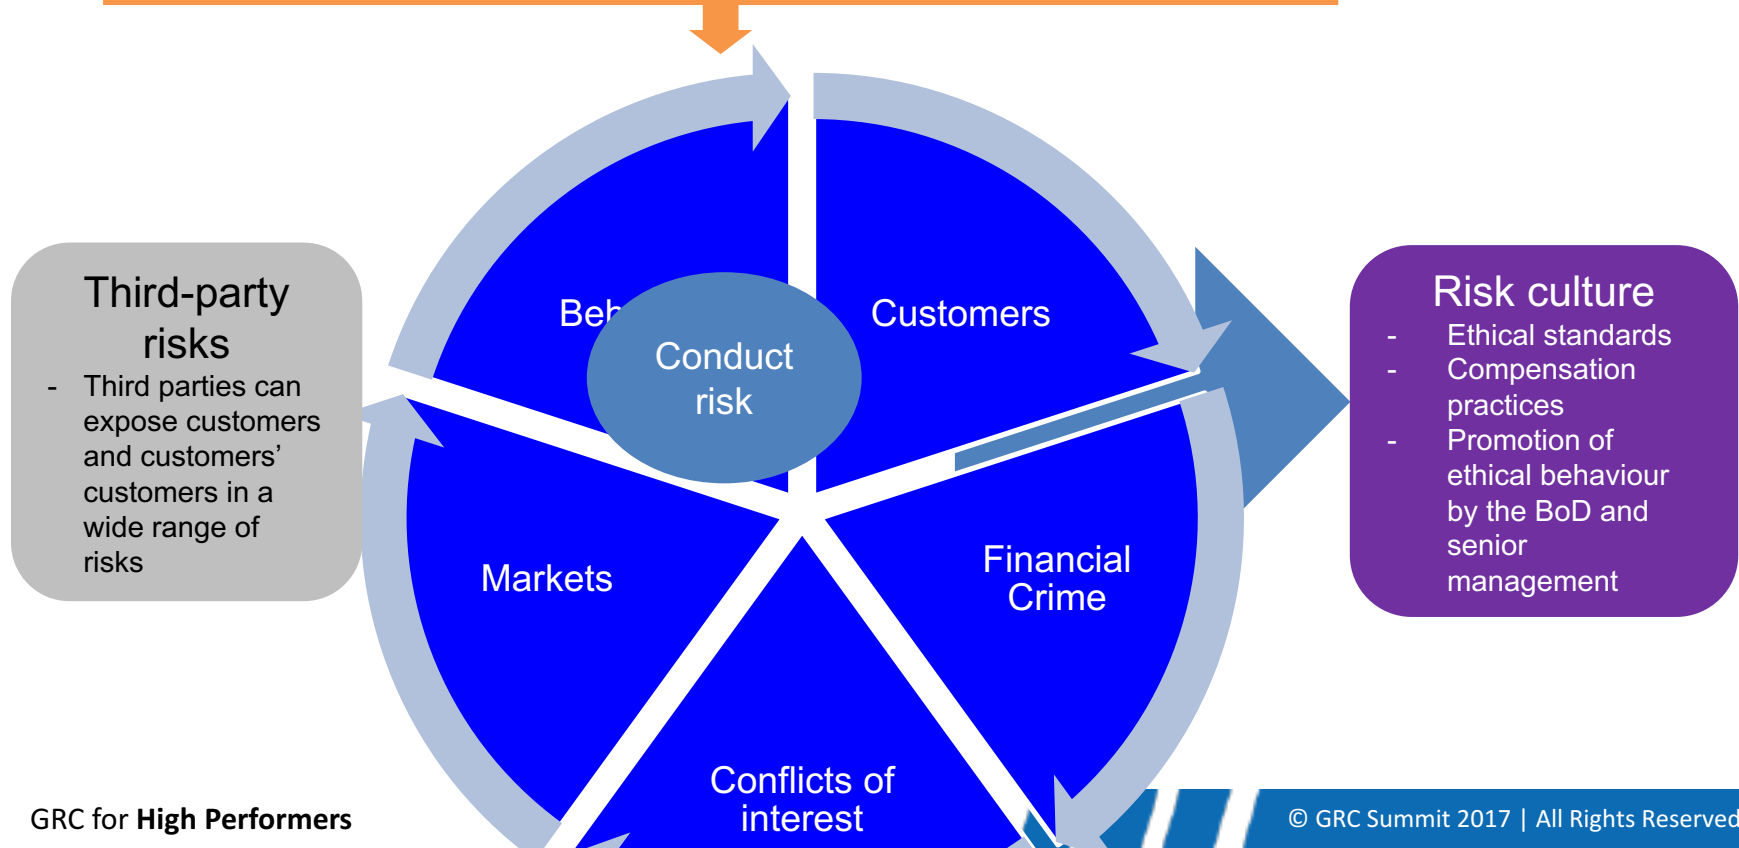 Third-party
risks
- Third parties can
expose customers
and customers’
customers in a
wide range of
risks
Customers
Conduct
risk
Markets
Financial
Crime
Conflicts of
interest
Risk culture
- Ethical standards
- Compensation
practices
- Promotion of
ethical behaviour
by the BoD and
senior
management
GRC for High Performers
© GRC Summit 2017 | All Rights Reserved